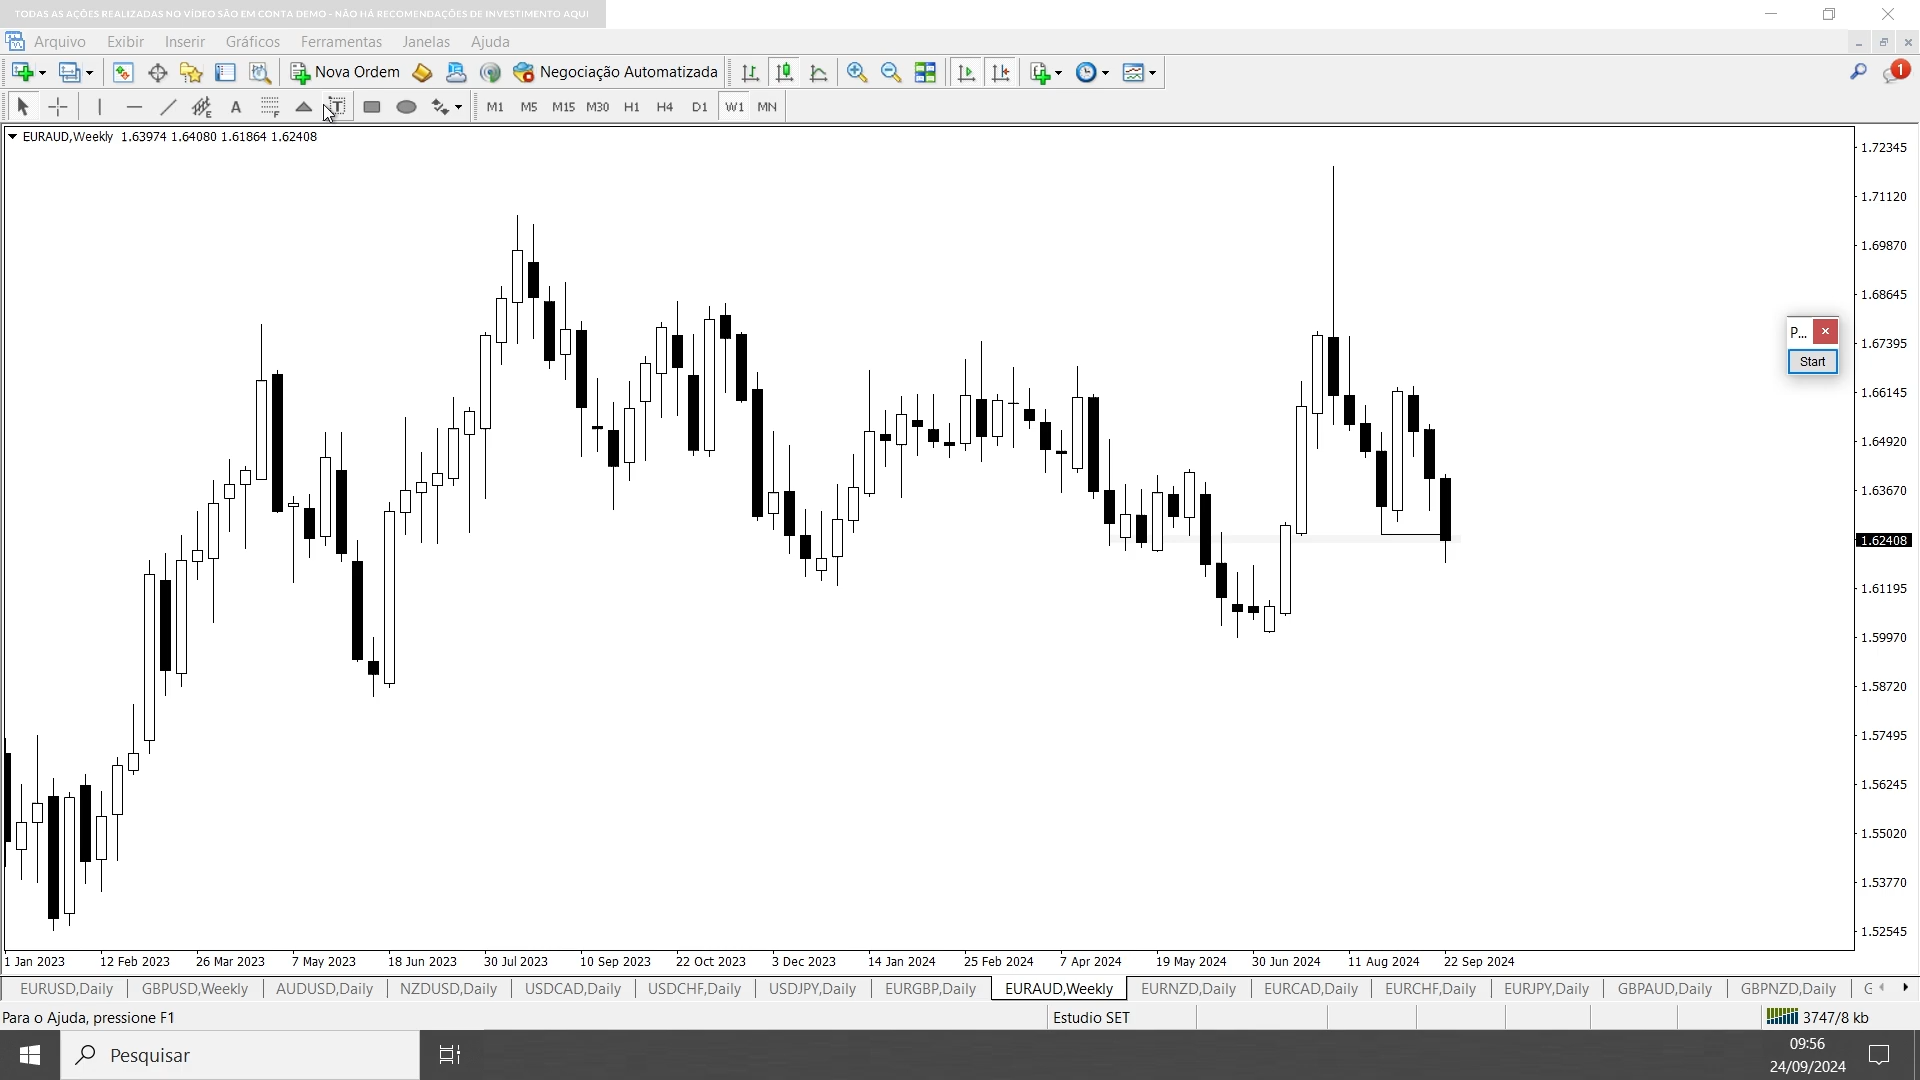 TODAS AS AÇÕES REALIZADAS NO VÍDEO SÃO EM CONTA DEMO - NÃO HÁ RECOMENDAÇÕES DE INVESTIMENTO AQUI
Arquivo Exibir Inserir Gráficos Ferramentas Janelas Ajuda
Nova Ordem Negociação Automatizada 1
A T M1 M5 M15 M30 H1 H4 D1 W1 MN
EURAUD,Weekly 1.63974 1.64080 1.61864 1.62408
1.72345
1.71120
1.69870
1.68645
P...
1.67395
Start
1.66145
1.64920
1.63670
1.62408
1.61195
1.59970
1.58720
1.57495
1.56245
1.55020
1.53770
1.52545
1 Jan 2023 12 Feb 2023 26 Mar 2023 7 May 2023 18 Jun 2023 30 Jul 2023 10 Sep 2023 22 Oct 2023 3 Dec 2023 14 Jan 2024 25 Feb 2024 7 Apr 2024 19 May 2024 30 Jun 2024 11 Aug 2024 22 Sep 2024
EURUSD,Daily GBPUSD,Weekly AUDUSD,Daily NZDUSD,Daily USDCAD,Daily USDCHF,Daily USDJPY,Daily EURGBP,Daily EURAUD,Weekly EURNZD,Daily EURCAD,Daily EURCHF,Daily EURJPY,Daily GBPAUD,Daily GBPNZD,Daily
Para o Ajuda, pressione F1 Estudio SET 3747/8 kb
Pesquisar
09:56
24/09/2024